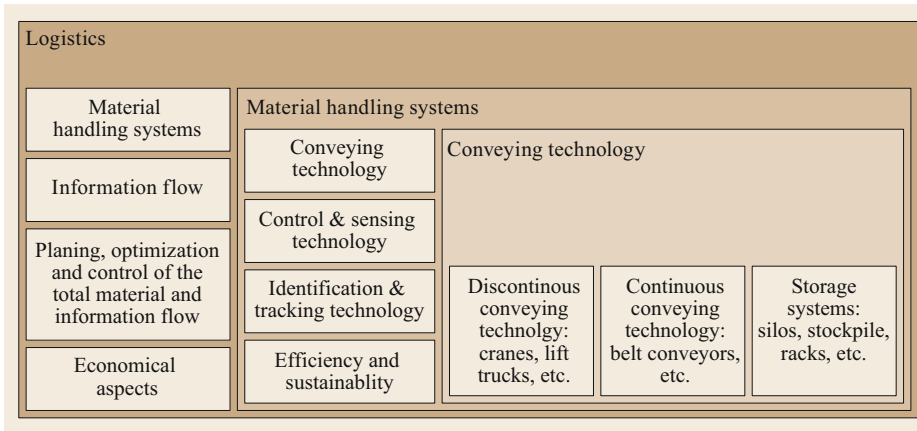 Logistics
Material
handling systems
Information flow
Planing, optimization
and control of the
total material and
information flow
Economical
aspects
Material handling systems
Conveying
technology
Control & sensing
technology
Identification &
tracking technology
Efficiency and
sustainablity
Conveying technology
Discontinous
conveying
technolgy:
cranes, lift
trucks, etc.
Continuous
conveying
technology:
belt conveyors,
etc.
Storage
systems:
silos, stockpile,
racks, etc.